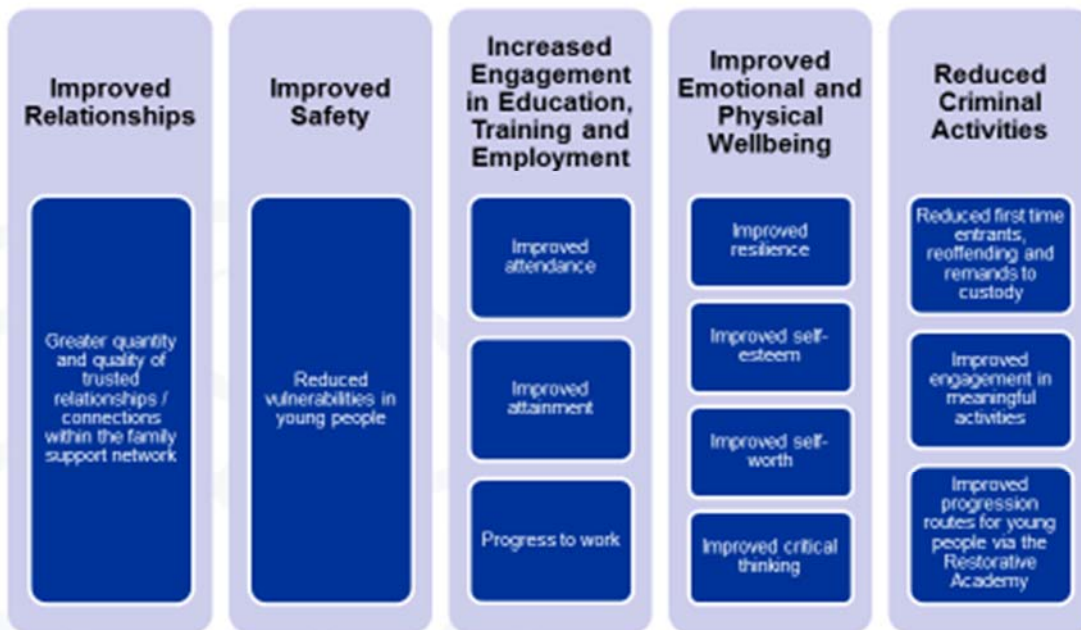 Improved
Relationships
Greater quantity
and quality of
trusted
relationships /
connections
within the family
support network
Improved
Safety
Reduced
vulnerabilities in
young people
Increased
Engagement
in Education,
Training and
Employment
Improved
attendance
Improved
attainment
Progress to work
Improved
Emotional and
Physical
Wellbeing
Improved
resilience
Improved self-
esteem
Improved self-
worth
Improved critical
thinking
Reduced
Criminal
Activities
Reduced first time
entrants,
reoffending and
remands to
custody
Improved
engagement in
meaningful
activities
Improved
progression
routes for young
people via the
Restorative
Academy